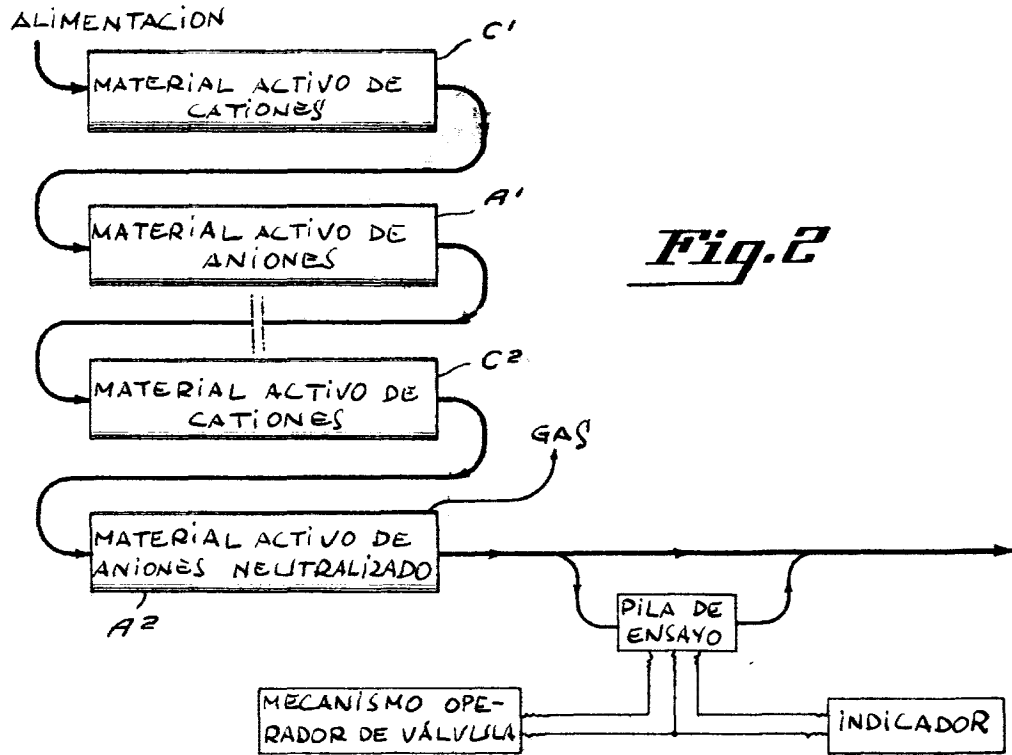 ALIMENTACION
C'
MATERIAL ACTIVO DE
CATIONES
A'
MATERIAL ACTIVO DE
ANIONES
Fig.2
C2
MATERIAL ACTIVO DE
CATIONES
GAS
MATERIAL ACTIVO DE
ANIONES NEUTRALIZADO
A2
PILA DE
ENSAYO
MECANISMO OPE-
RADOR DE VÁLVULA
INDICADOR